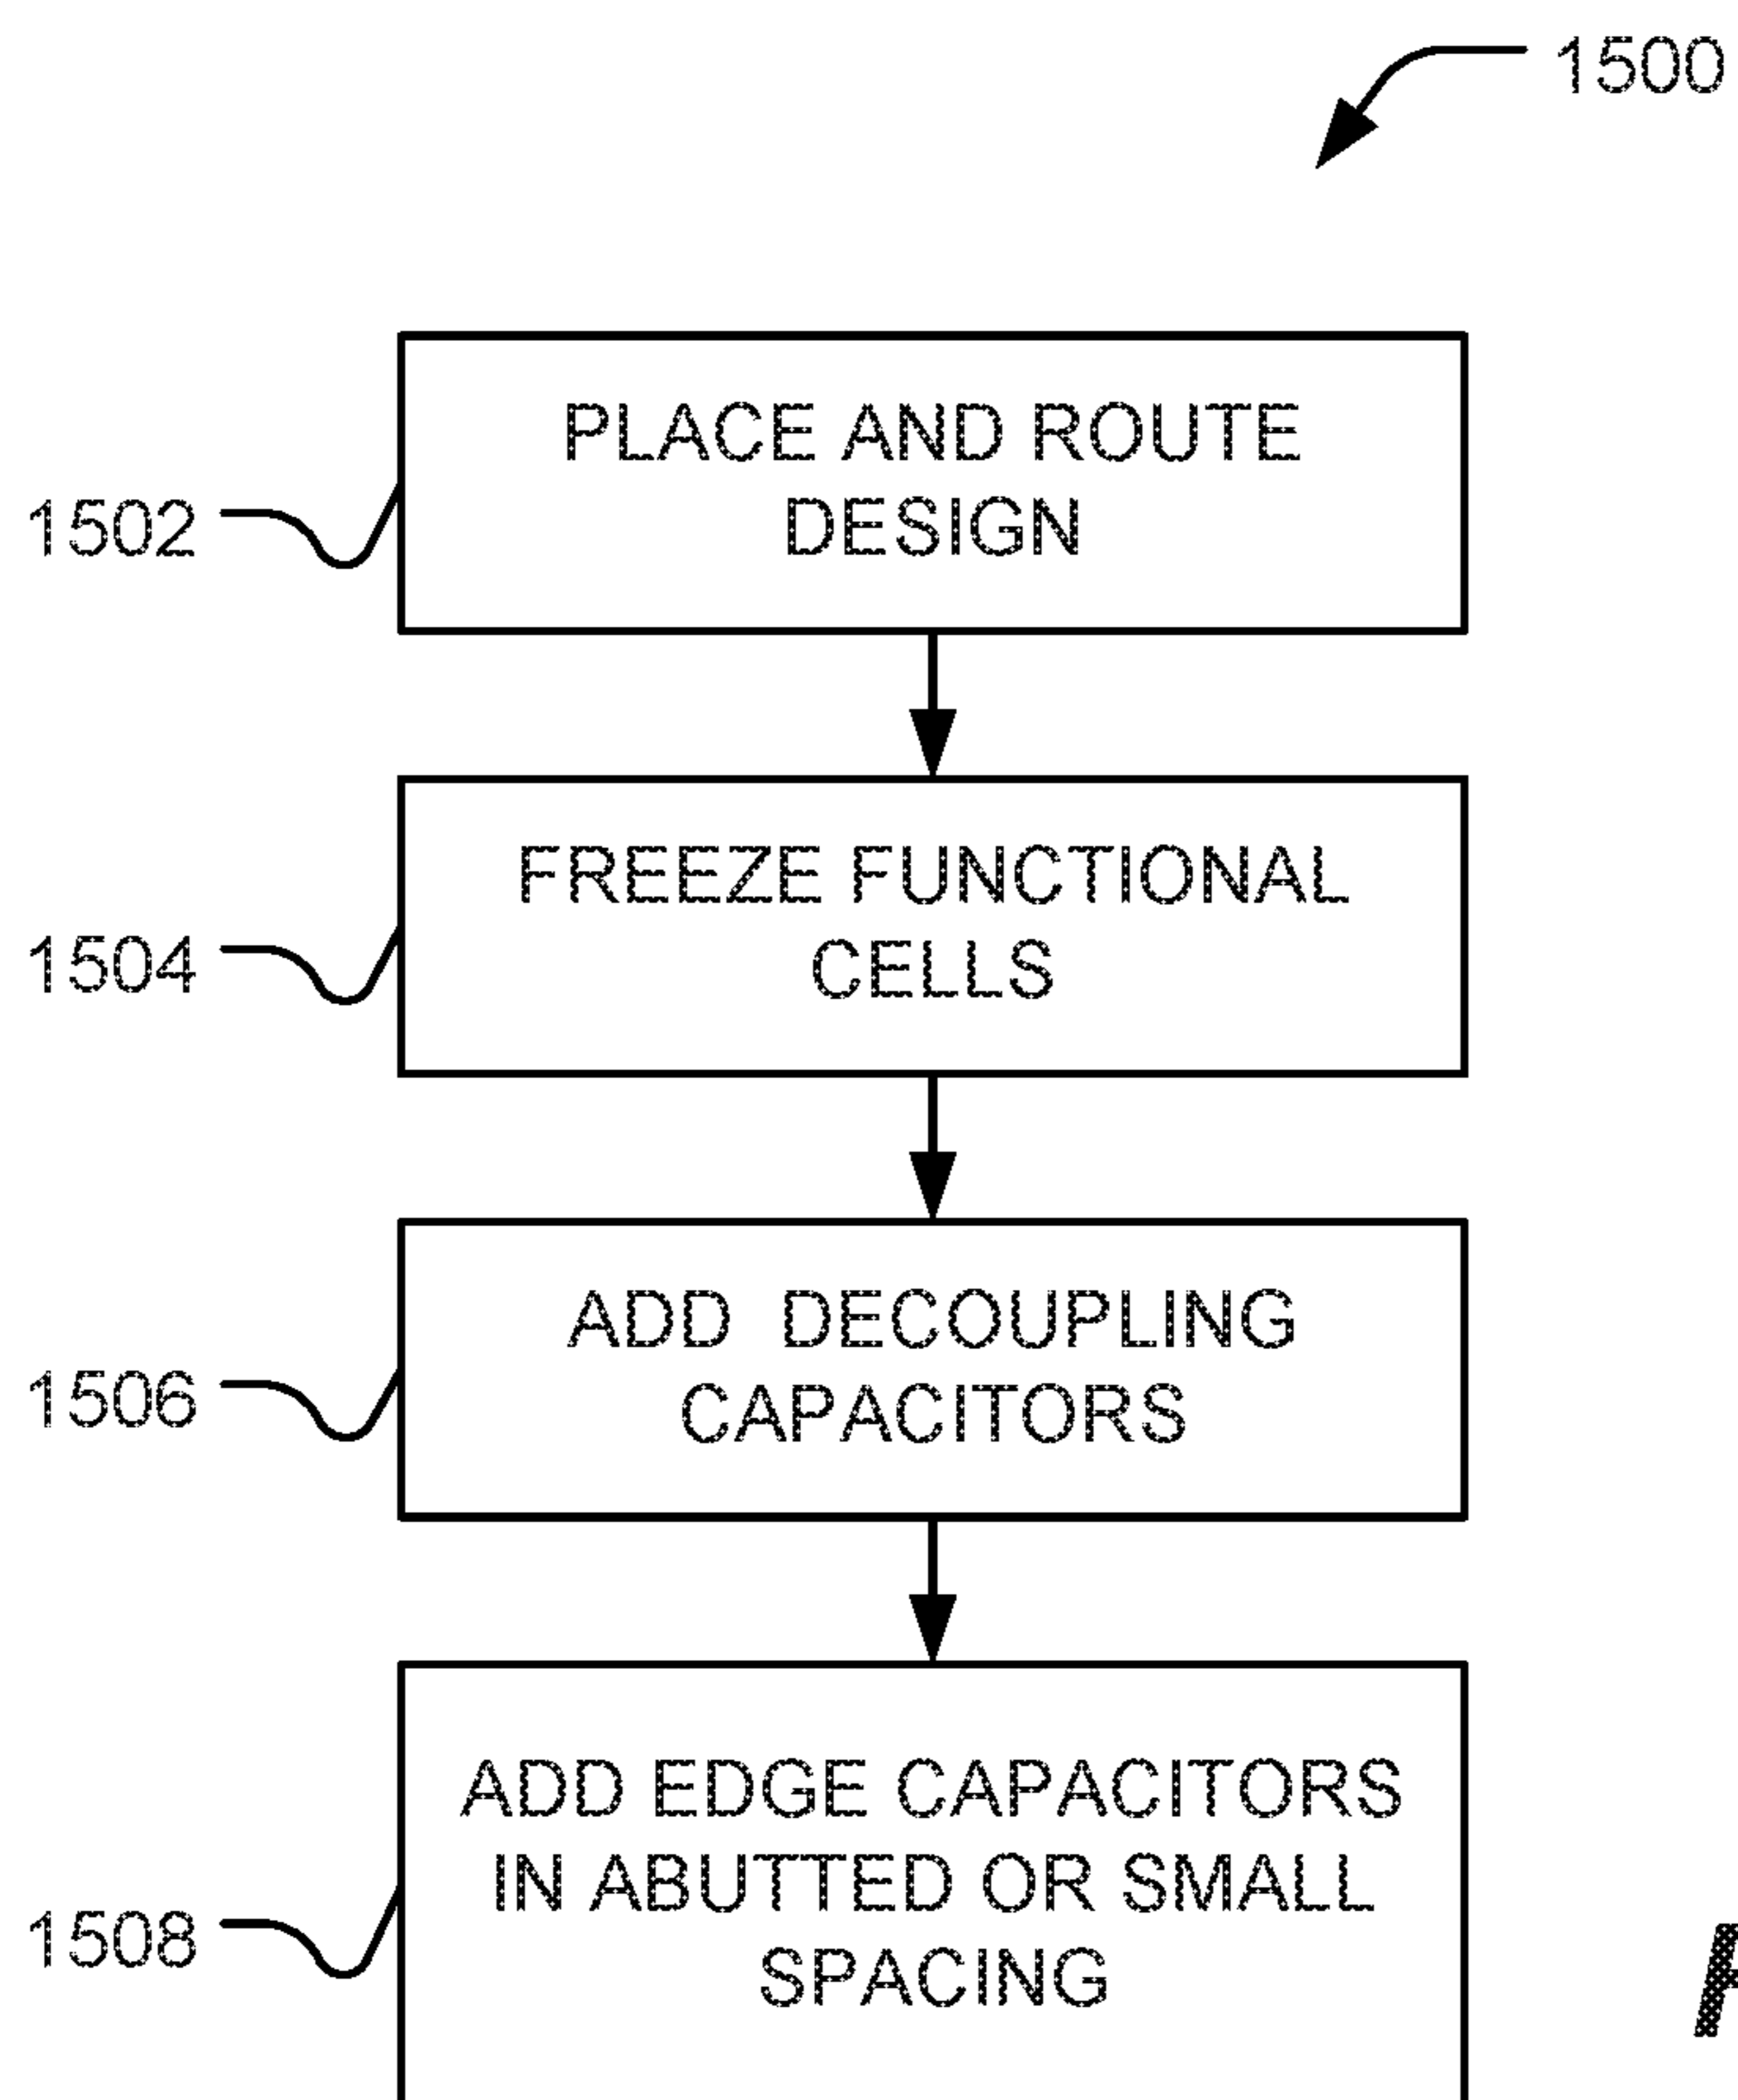 1500
PLACE AND ROUTE
DESIGN
1502
FREEZE FUNCTIONAL
CELLS
1504
ADD DECOUPLING
CAPACITORS
1506
ADD EDGE CAPACITORS
IN ABUTTED OR SMALL
SPACING
1508